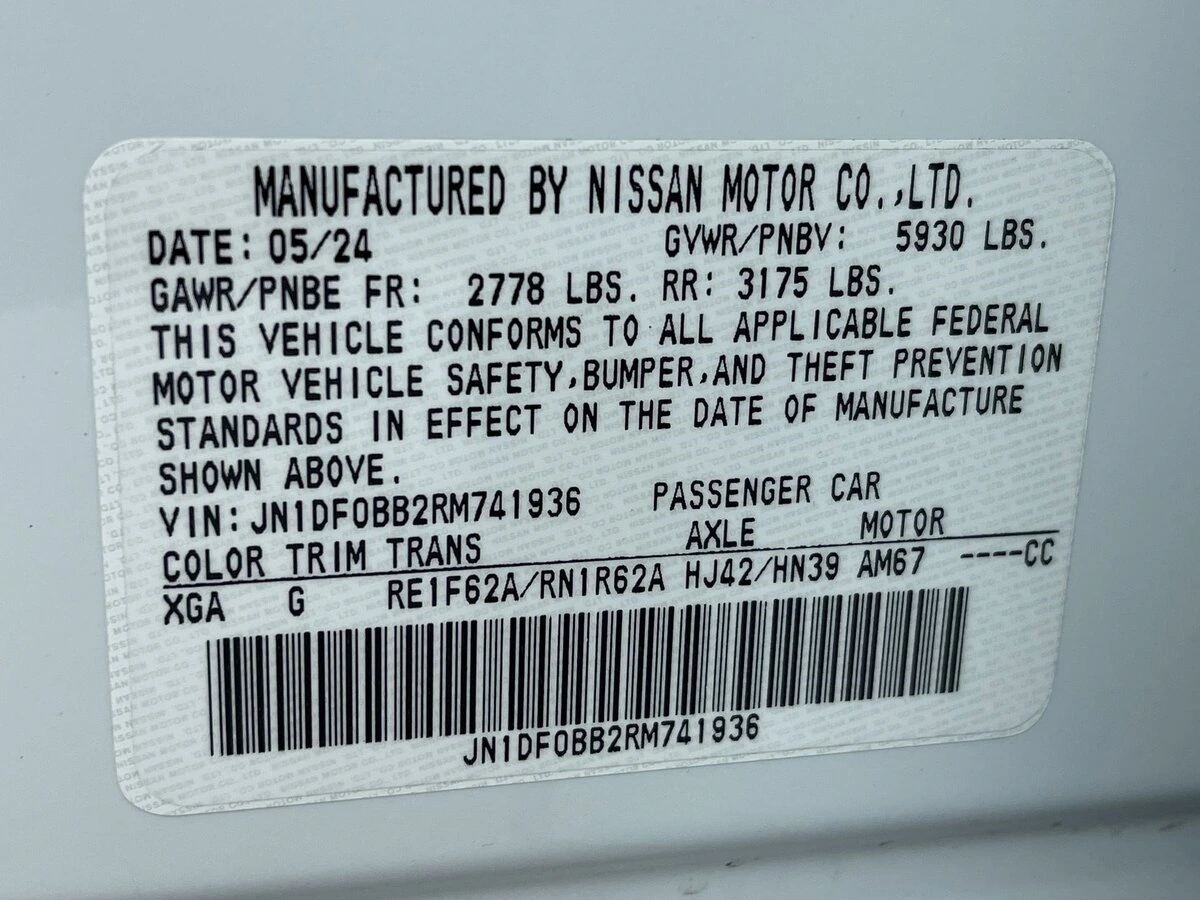 MANUFACTURED BY NISSAN MOTOR CO.,LTD.
DATE: 05/24 GVWR/PNBV: 5930 LBS.
GAWR/PNBE FR: 2778 LBS. RR: 3175 LBS.
THIS VEHICLE CONFORMS TO ALL APPLICABLE FEDERAL
MOTOR VEHICLE SAFETY,BUMPER,AND THEFT PREVENTION
STANDARDS IN EFFECT ON THE DATE OF MANUFACTURE
SHOWN ABOVE.
VIN: JN1DF0BB2RM741936 PASSENGER CAR
COLOR TRIM TRANS AXLE MOTOR
XGA G RE1F62A/RN1R62A HJ42/HN39 AM67 ----CC
JN1DF0BB2RM741936